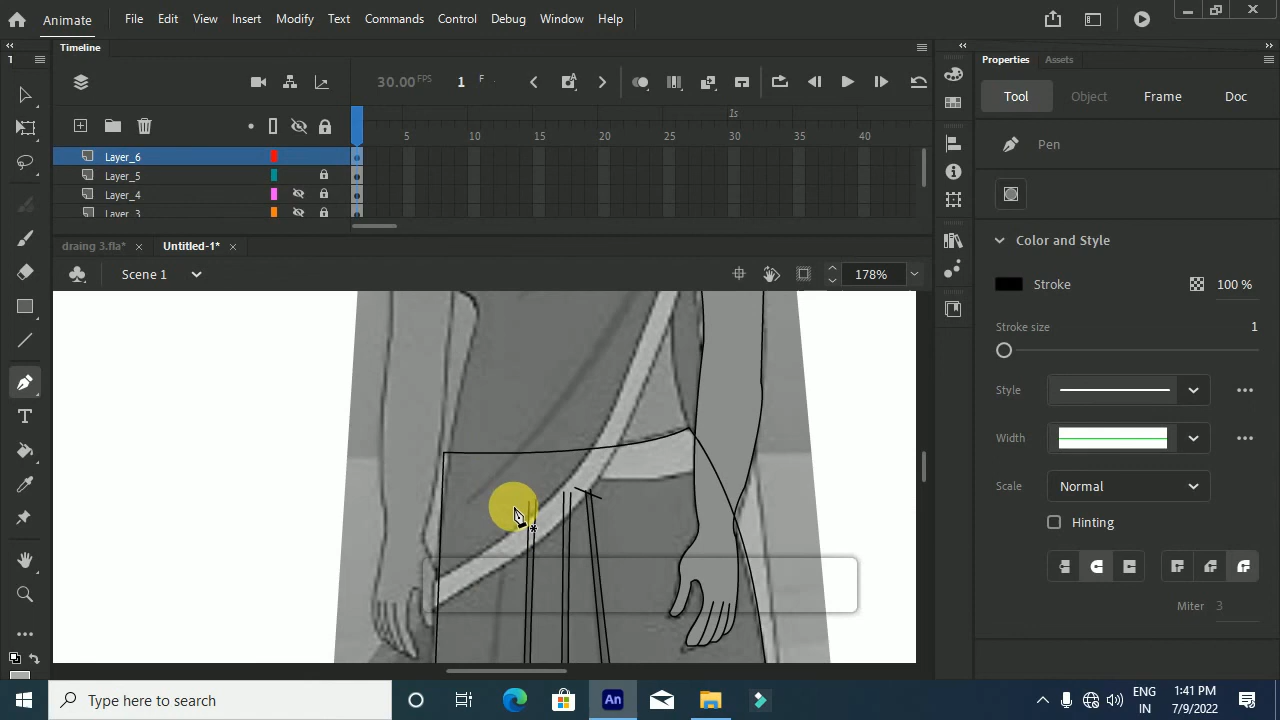 Animate File Edit View Insert Modify Text Commands Control Debug Window Help
Timeline
Properties Assets
30.00 FPS 1 F
Tool Object Frame Doc
1s
5 10 15 20 25 30 35 40
Pen
Layer_6
Layer_5
Layer_4
Layer_3
Color and Style
draing 3.fla* Untitled-1*
Scene 1 178%
Stroke 100 %
Stroke size 1
Style
Width
Scale Normal
Hinting
Miter 3
Type here to search
An
ENG
IN
1:41 PM
7/9/2022